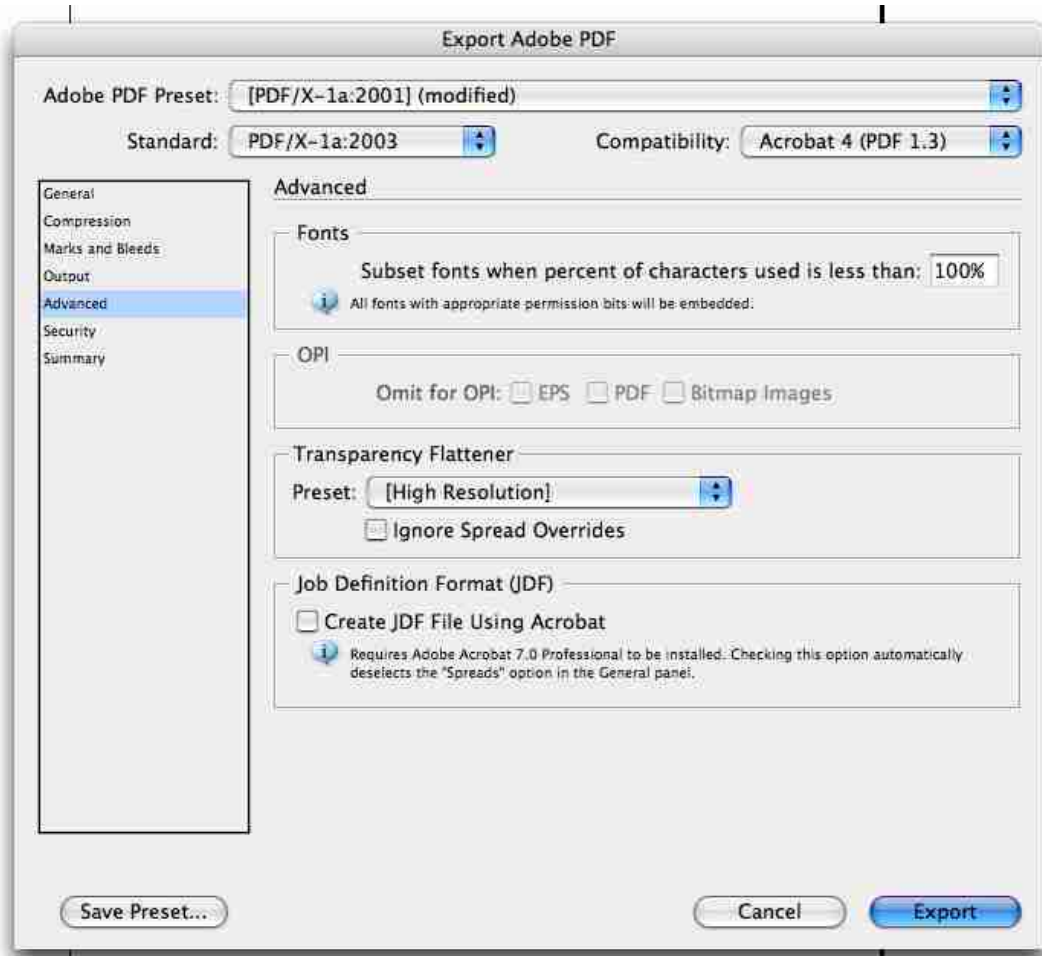 Export Adobe PDF
Adobe PDF Preset: [PDF/X-1a:2001] (modified)
Standard: PDF/X-1a:2003 Compatibility: Acrobat 4 (PDF 1.3)
General
Compression
Marks and Bleeds
Output
Advanced
Security
Summary
Advanced
Fonts
Subset fonts when percent of characters used is less than: 100%
All fonts with appropriate permission bits will be embedded.
OPI
Omit for OPI: EPS PDF Bitmap Images
Transparency Flattener
Preset: [High Resolution]
Ignore Spread Overrides
Job Definition Format (JDF)
Create JDF File Using Acrobat
Requires Adobe Acrobat 7.0 Professional to be installed. Checking this option automatically
deselects the "Spreads" option in the General panel.
Save Preset... Cancel Export